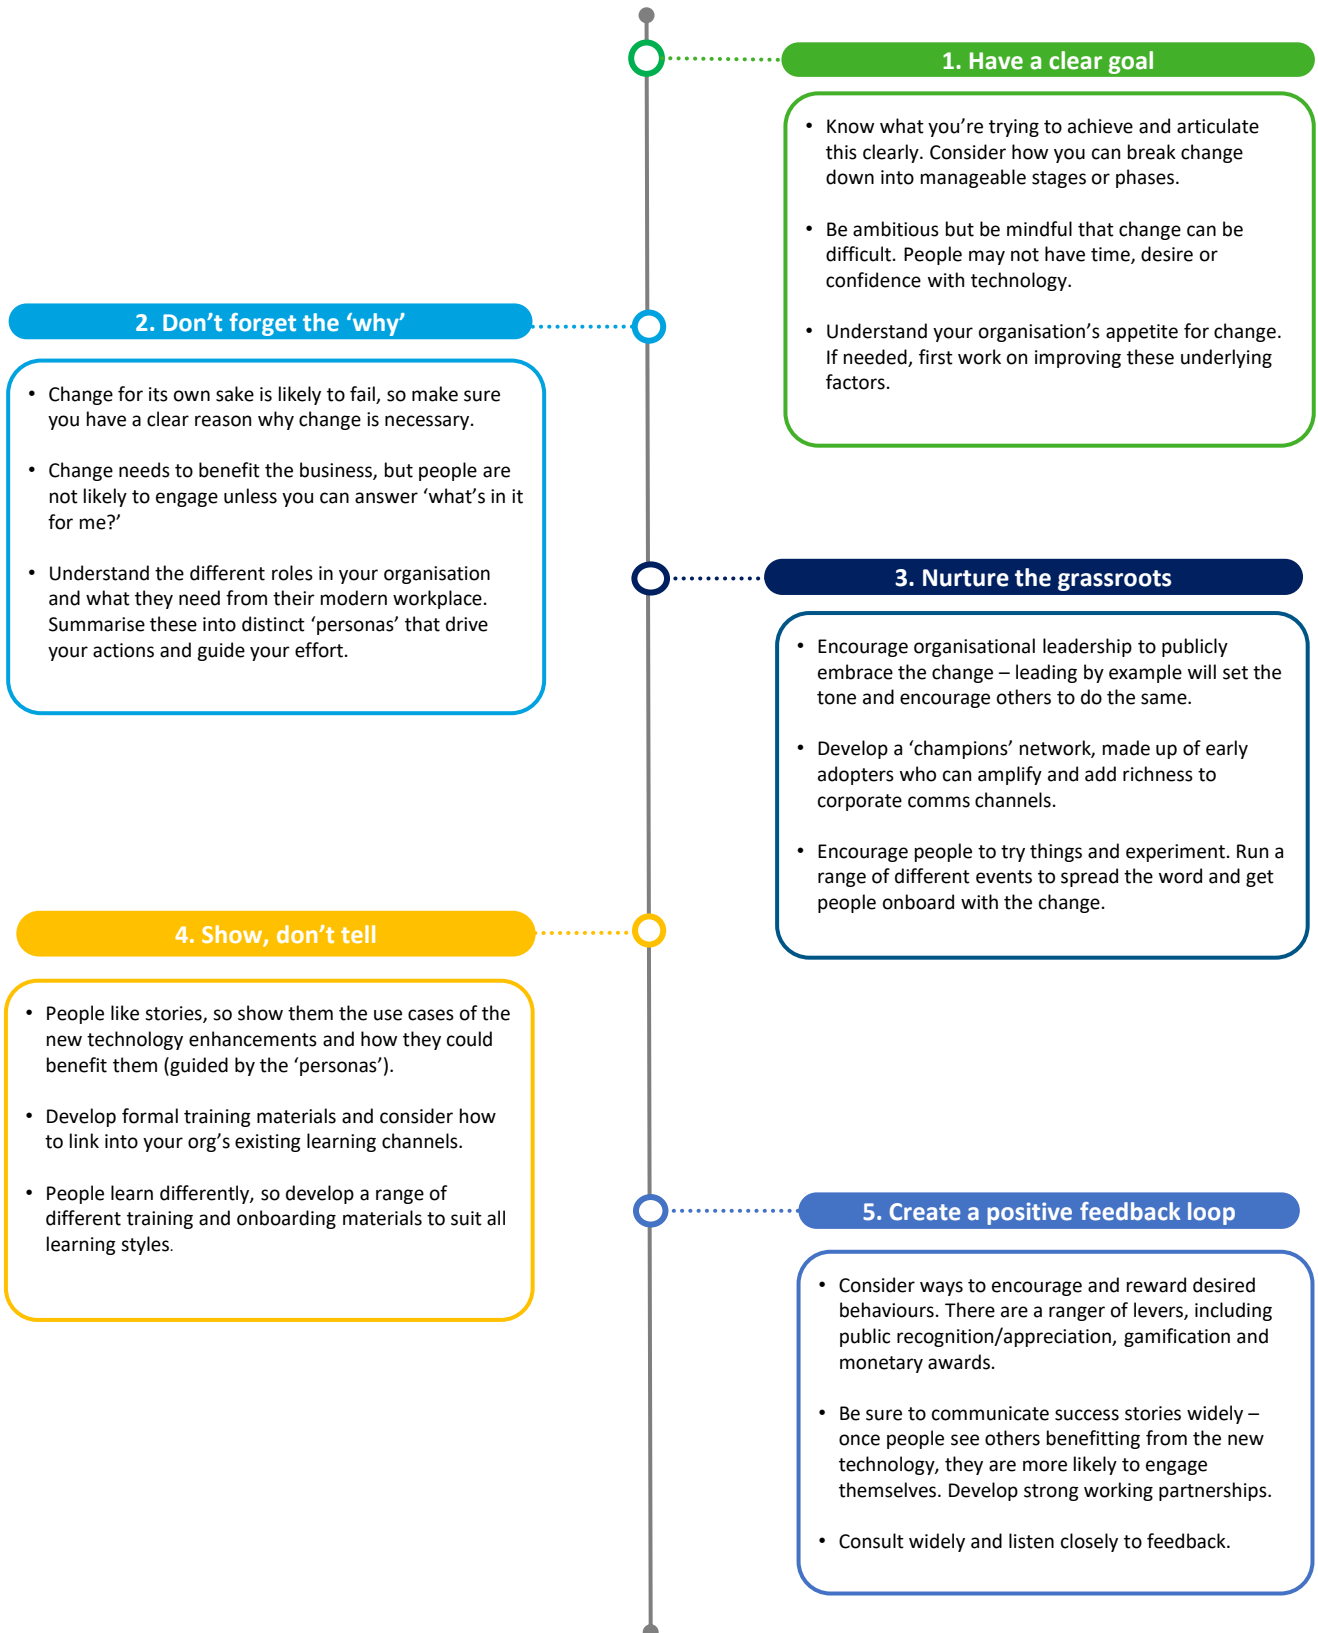 1. Have a clear goal
• Know what you’re trying to achieve and articulate
this clearly. Consider how you can break change
down into manageable stages or phases.
• Be ambitious but be mindful that change can be
difficult. People may not have time, desire or
confidence with technology.
• Understand your organisation’s appetite for change.
If needed, first work on improving these underlying
factors.
2. Don’t forget the ‘why’
• Change for its own sake is likely to fail, so make sure
you have a clear reason why change is necessary.
• Change needs to benefit the business, but people are
not likely to engage unless you can answer ‘what’s in it
for me?’
• Understand the different roles in your organisation
and what they need from their modern workplace.
Summarise these into distinct ‘personas’ that drive
your actions and guide your effort.
3. Nurture the grassroots
• Encourage organisational leadership to publicly
embrace the change – leading by example will set the
tone and encourage others to do the same.
• Develop a ‘champions’ network, made up of early
adopters who can amplify and add richness to
corporate comms channels.
• Encourage people to try things and experiment. Run a
range of different events to spread the word and get
people onboard with the change.
4. Show, don’t tell
• People like stories, so show them the use cases of the
new technology enhancements and how they could
benefit them (guided by the ‘personas’).
• Develop formal training materials and consider how
to link into your org’s existing learning channels.
• People learn differently, so develop a range of
different training and onboarding materials to suit all
learning styles.
5. Create a positive feedback loop
• Consider ways to encourage and reward desired
behaviours. There are a ranger of levers, including
public recognition/appreciation, gamification and
monetary awards.
• Be sure to communicate success stories widely –
once people see others benefitting from the new
technology, they are more likely to engage
themselves. Develop strong working partnerships.
• Consult widely and listen closely to feedback.